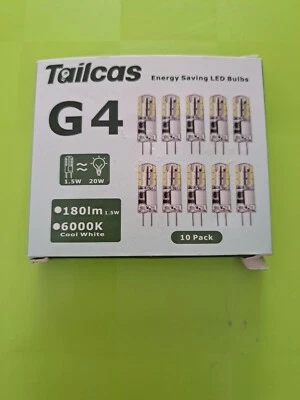 Tailcas
Energy Saving LED Bulbs
G4
1.5W 20W
180lm 1.5W
6000K
Cool White
10 Pack